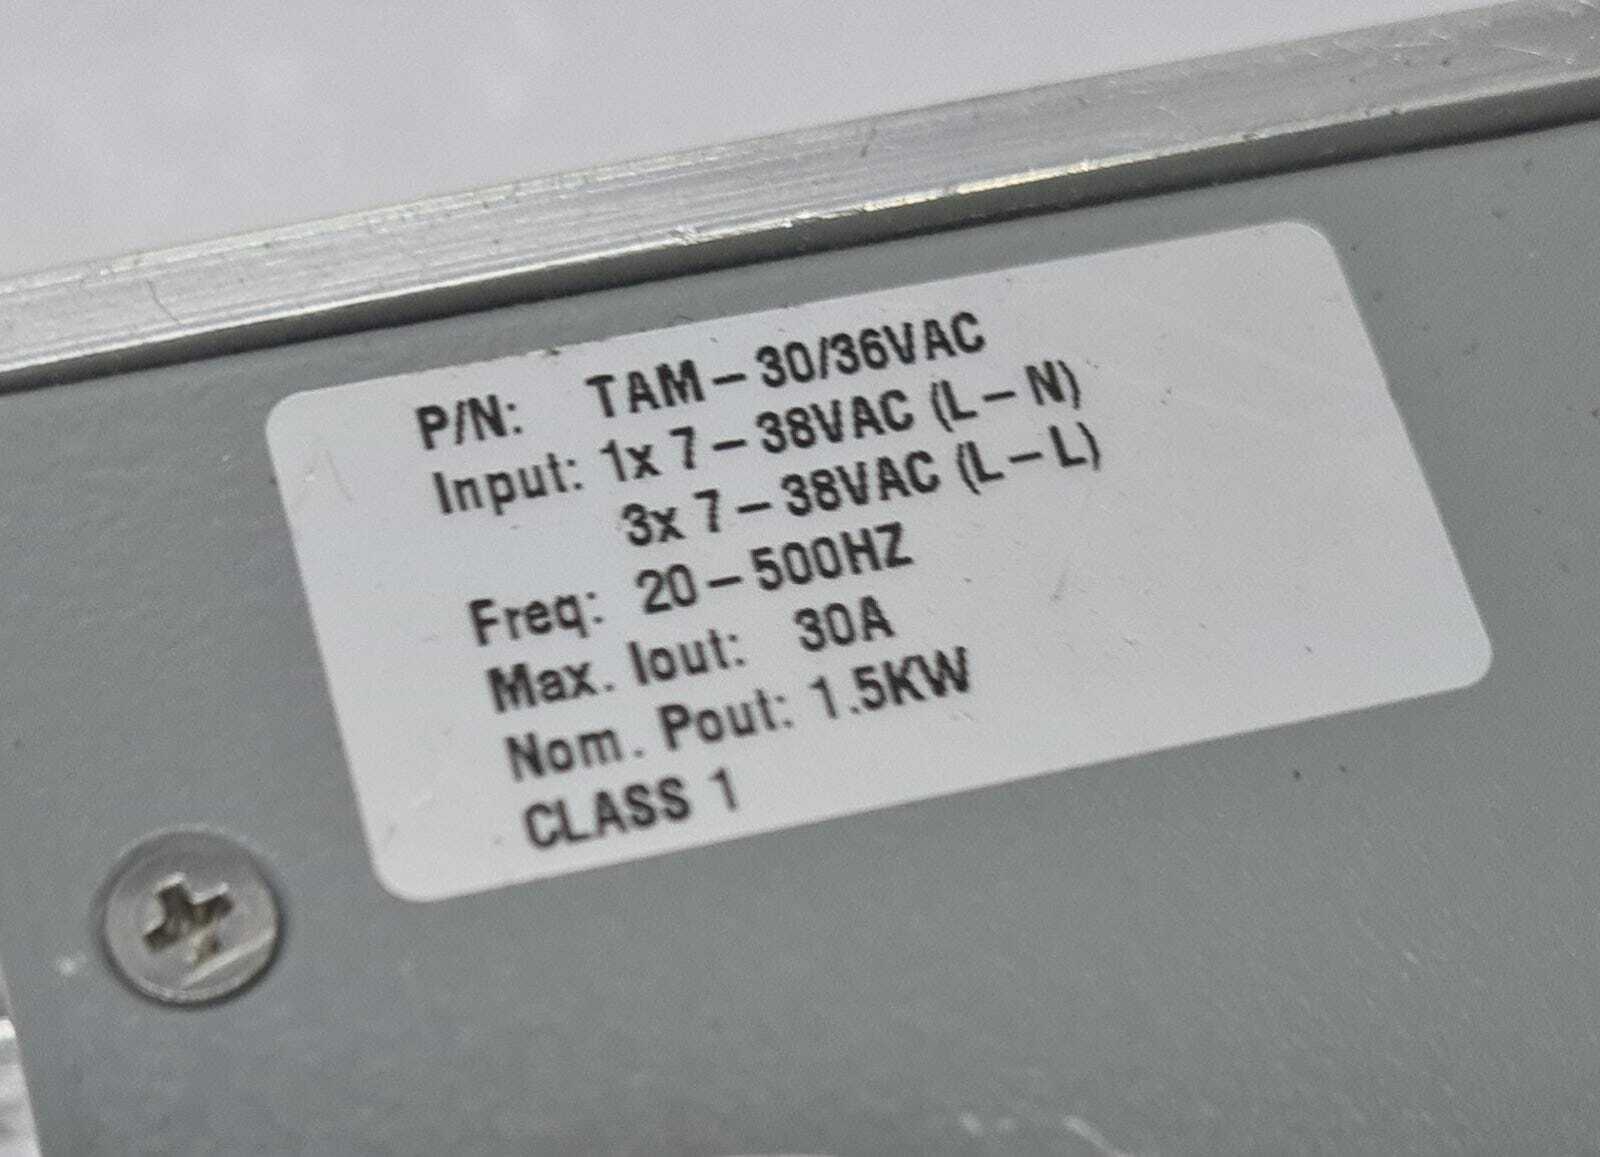 P/N: TAM - 30/36VAC
Input: 1x 7 - 38VAC (L - N)
3x 7 - 38VAC (L - L)
Freq: 20 - 500HZ
Max. Iout: 30A
Nom. Pout: 1.5KW
CLASS 1